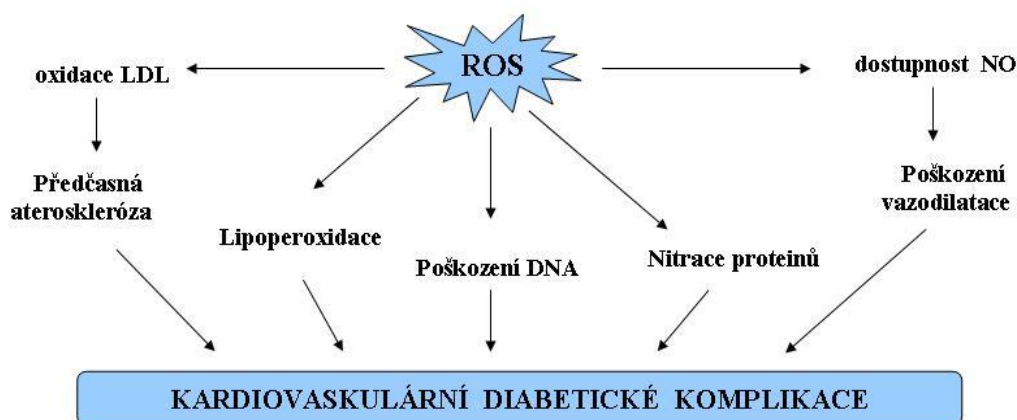 ROS
oxidace LDL
dostupnost NO
Předčasná
ateroskleróza
Poškození
vazodilatace
Lipoperoxidace
Poškození DNA
Nitrace proteinů
KARDIOVASKULÁRNÍ DIABETICKÉ KOMPLIKACE